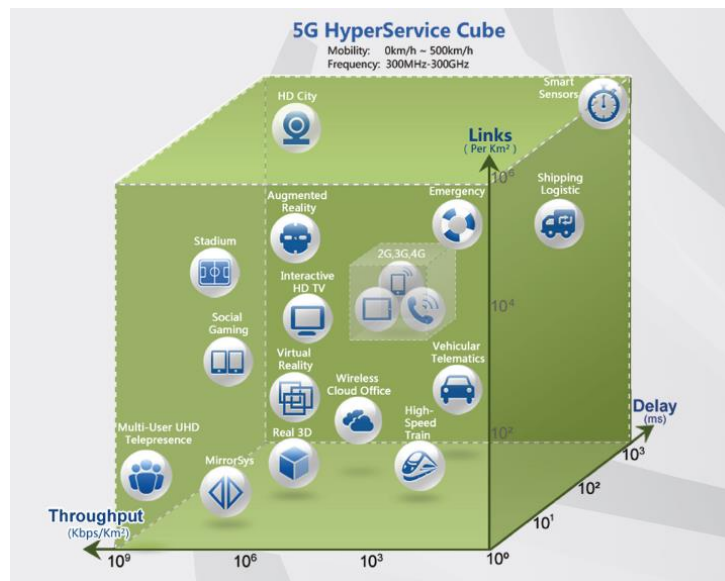 5G HyperService Cube
Mobility: 0km/h ~ 500km/h
Frequency: 300MHz-300GHz
Smart
Sensors
HD City
Links
( Per Km² )
10⁶
Shipping
Logistic
Emergency
Augmented
Reality
Stadium
2G,3G,4G
Interactive
HD TV
10⁴
Social
Gaming
Vehicular
Telematics
Virtual
Reality
Wireless
Cloud Office
Delay
(ms)
High-
Speed
Train
10²
Multi-User UHD
Telepresence
Real 3D
MirrorSys
10³
10²
10¹
Throughput
(Kbps/Km²)
10⁹
10⁶
10³
10⁰